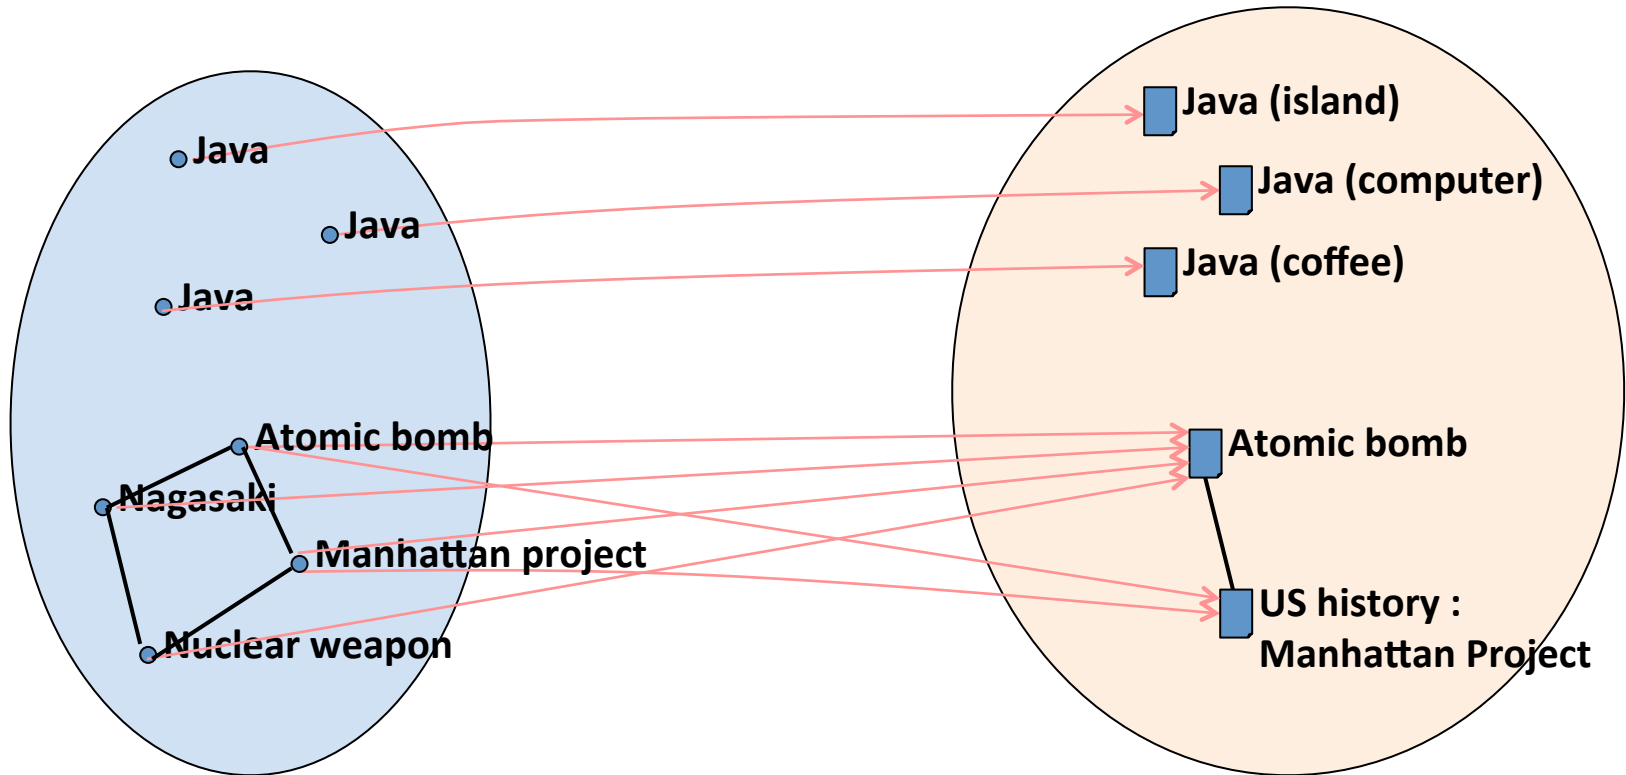 Java
Java
Java
Atomic bomb
Nagasaki
Manhattan project
Nuclear weapon
Java (island)
Java (computer)
Java (coffee)
Atomic bomb
US history :
Manhattan Project